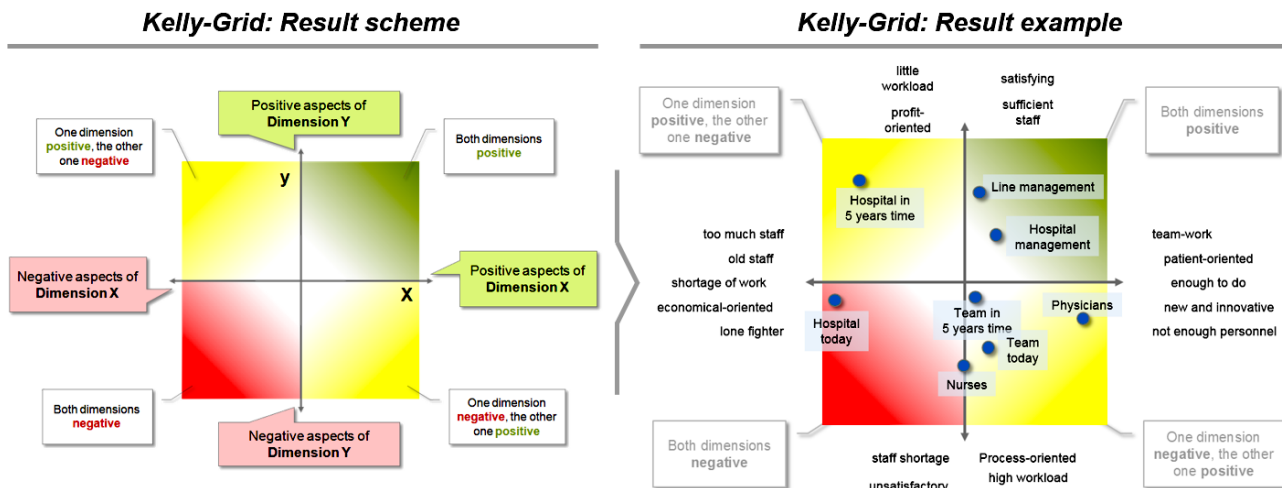 Kelly-Grid: Result scheme
Positive aspects of
Dimension Y
One dimension
positive, the other
one negative
Both dimensions
positive
y
Negative aspects of
Dimension X
X
Positive aspects of
Dimension X
Both dimensions
negative
One dimension
negative, the other
one positive
Negative aspects of
Dimension Y
Kelly-Grid: Result example
little
workload
profit-
oriented
satisfying
sufficient
staff
One dimension
positive, the other
one negative
Both dimensions
positive
Hospital in
5 years time
Line management
Hospital
management
too much staff
old staff
shortage of work
economical-oriented
lone fighter
team-work
patient-oriented
enough to do
new and innovative
not enough personnel
Hospital
today
Team in
5 years time
Physicians
Team
today
Nurses
Both dimensions
negative
One dimension
negative, the other
one positive
staff shortage
unsatisfactory
Process-oriented
high workload